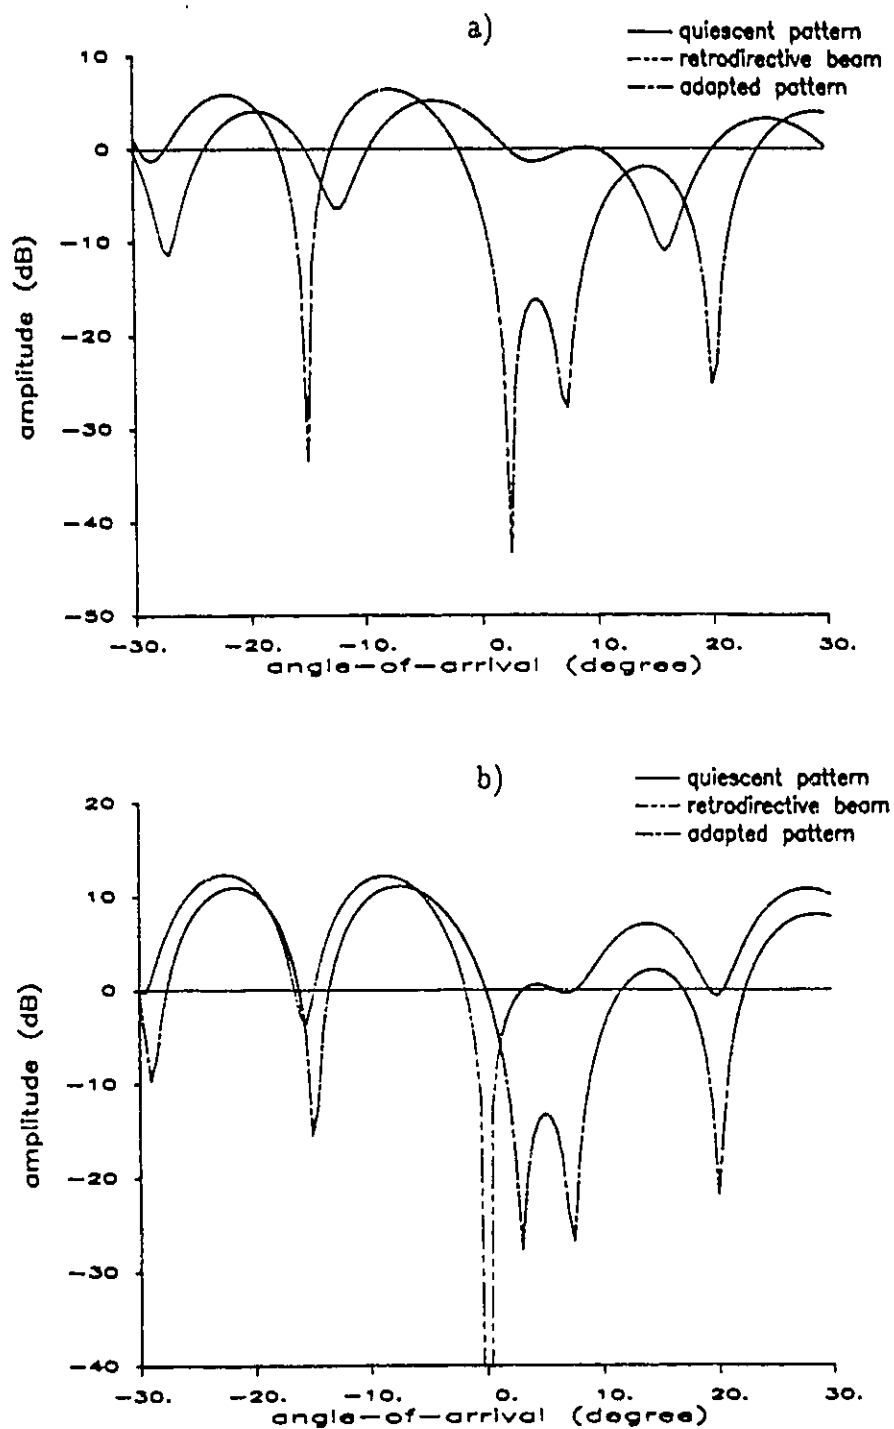 a)
quiescent pattern
retrodirective beam
adapted pattern
10
0
-10
-20
-30
-40
-50
amplitude (dB)
-30. -20. -10. 0. 10. 20. 30.
angle-of-arrival (degree)
b)
quiescent pattern
retrodirective beam
adapted pattern
20
10
0
-10
-20
-30
-40
amplitude (dB)
-30. -20. -10. 0. 10. 20. 30.
angle-of-arrival (degree)